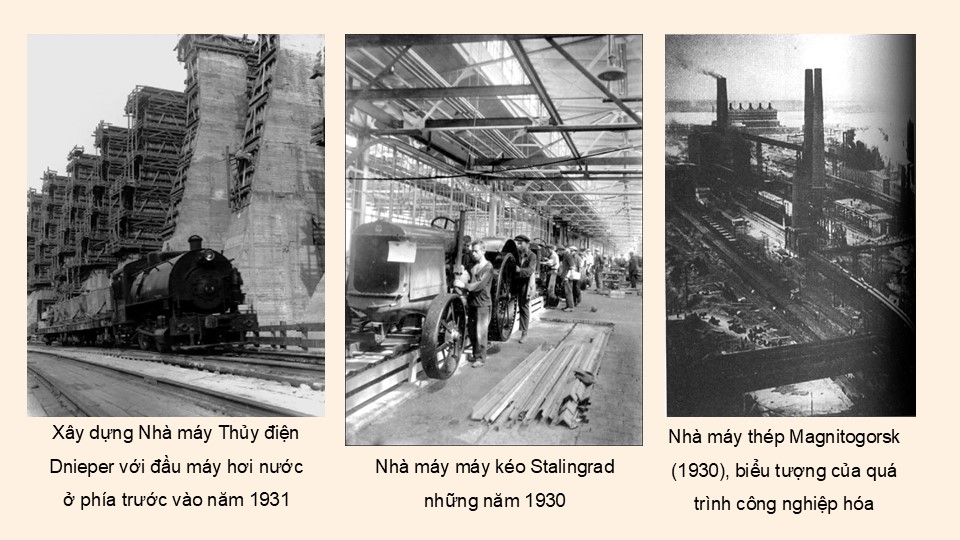 Xây dựng Nhà máy Thủy điện
Dnieper với đầu máy hơi nước
ở phía trước vào năm 1931
Nhà máy máy kéo Stalingrad
những năm 1930
Nhà máy thép Magnitogorsk
(1930), biểu tượng của quá
trình công nghiệp hóa